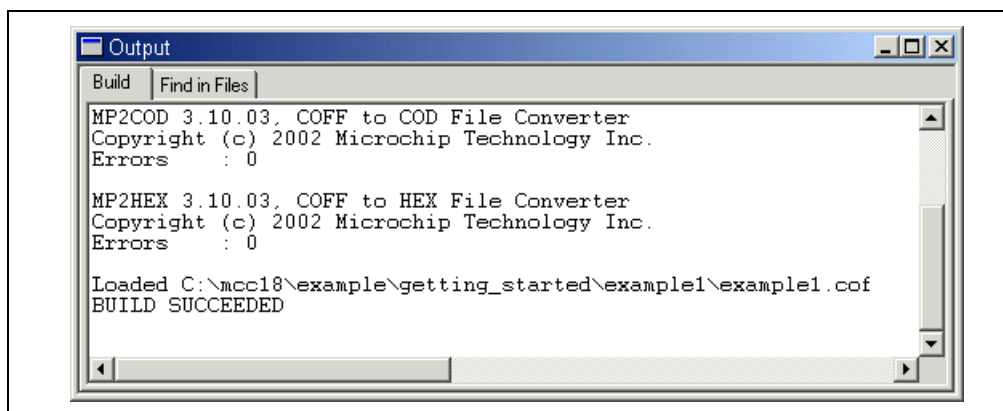 Output
Build Find in Files
MP2COD 3.10.03, COFF to COD File Converter
Copyright (c) 2002 Microchip Technology Inc.
Errors    : 0
MP2HEX 3.10.03, COFF to HEX File Converter
Copyright (c) 2002 Microchip Technology Inc.
Errors    : 0
Loaded C:\mcc18\example\getting_started\example1\example1.cof
BUILD SUCCEEDED